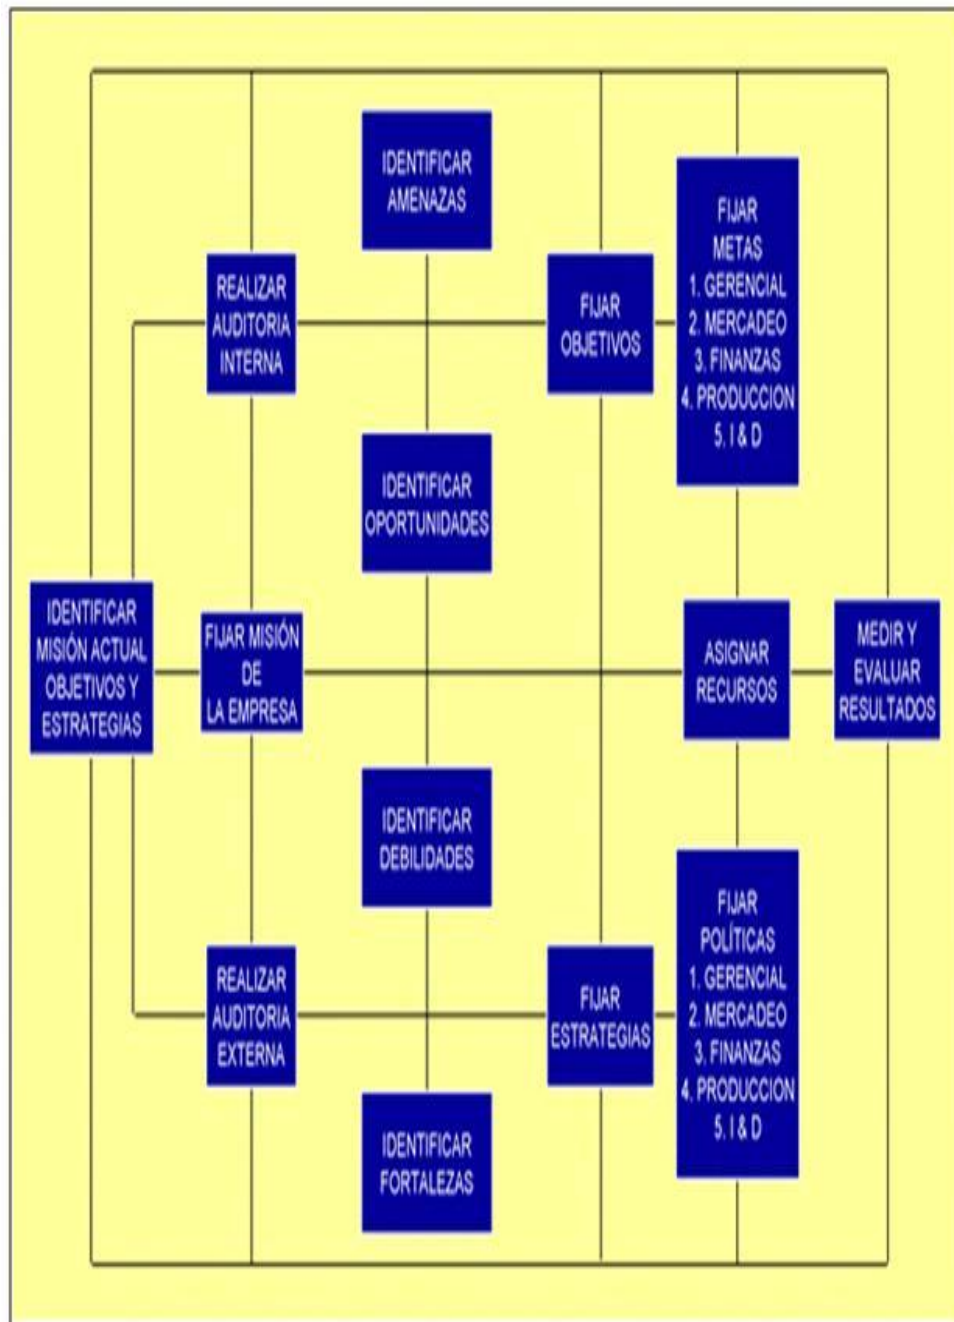 IDENTIFICAR
MISIÓN ACTUAL
OBJETIVOS Y
ESTRATEGIAS
REALIZAR
AUDITORIA
INTERNA
FIJAR MISIÓN
DE
LA EMPRESA
REALIZAR
AUDITORIA
EXTERNA
IDENTIFICAR
AMENAZAS
IDENTIFICAR
OPORTUNIDADES
IDENTIFICAR
DEBILIDADES
IDENTIFICAR
FORTALEZAS
FIJAR
OBJETIVOS
FIJAR
ESTRATEGIAS
FIJAR
METAS
1. GERENCIAL
2. MERCADEO
3. FINANZAS
4. PRODUCCION
5. I & D
ASIGNAR
RECURSOS
FIJAR
POLÍTICAS
1. GERENCIAL
2. MERCADEO
3. FINANZAS
4. PRODUCCION
5. I & D
MEDIR Y
EVALUAR
RESULTADOS